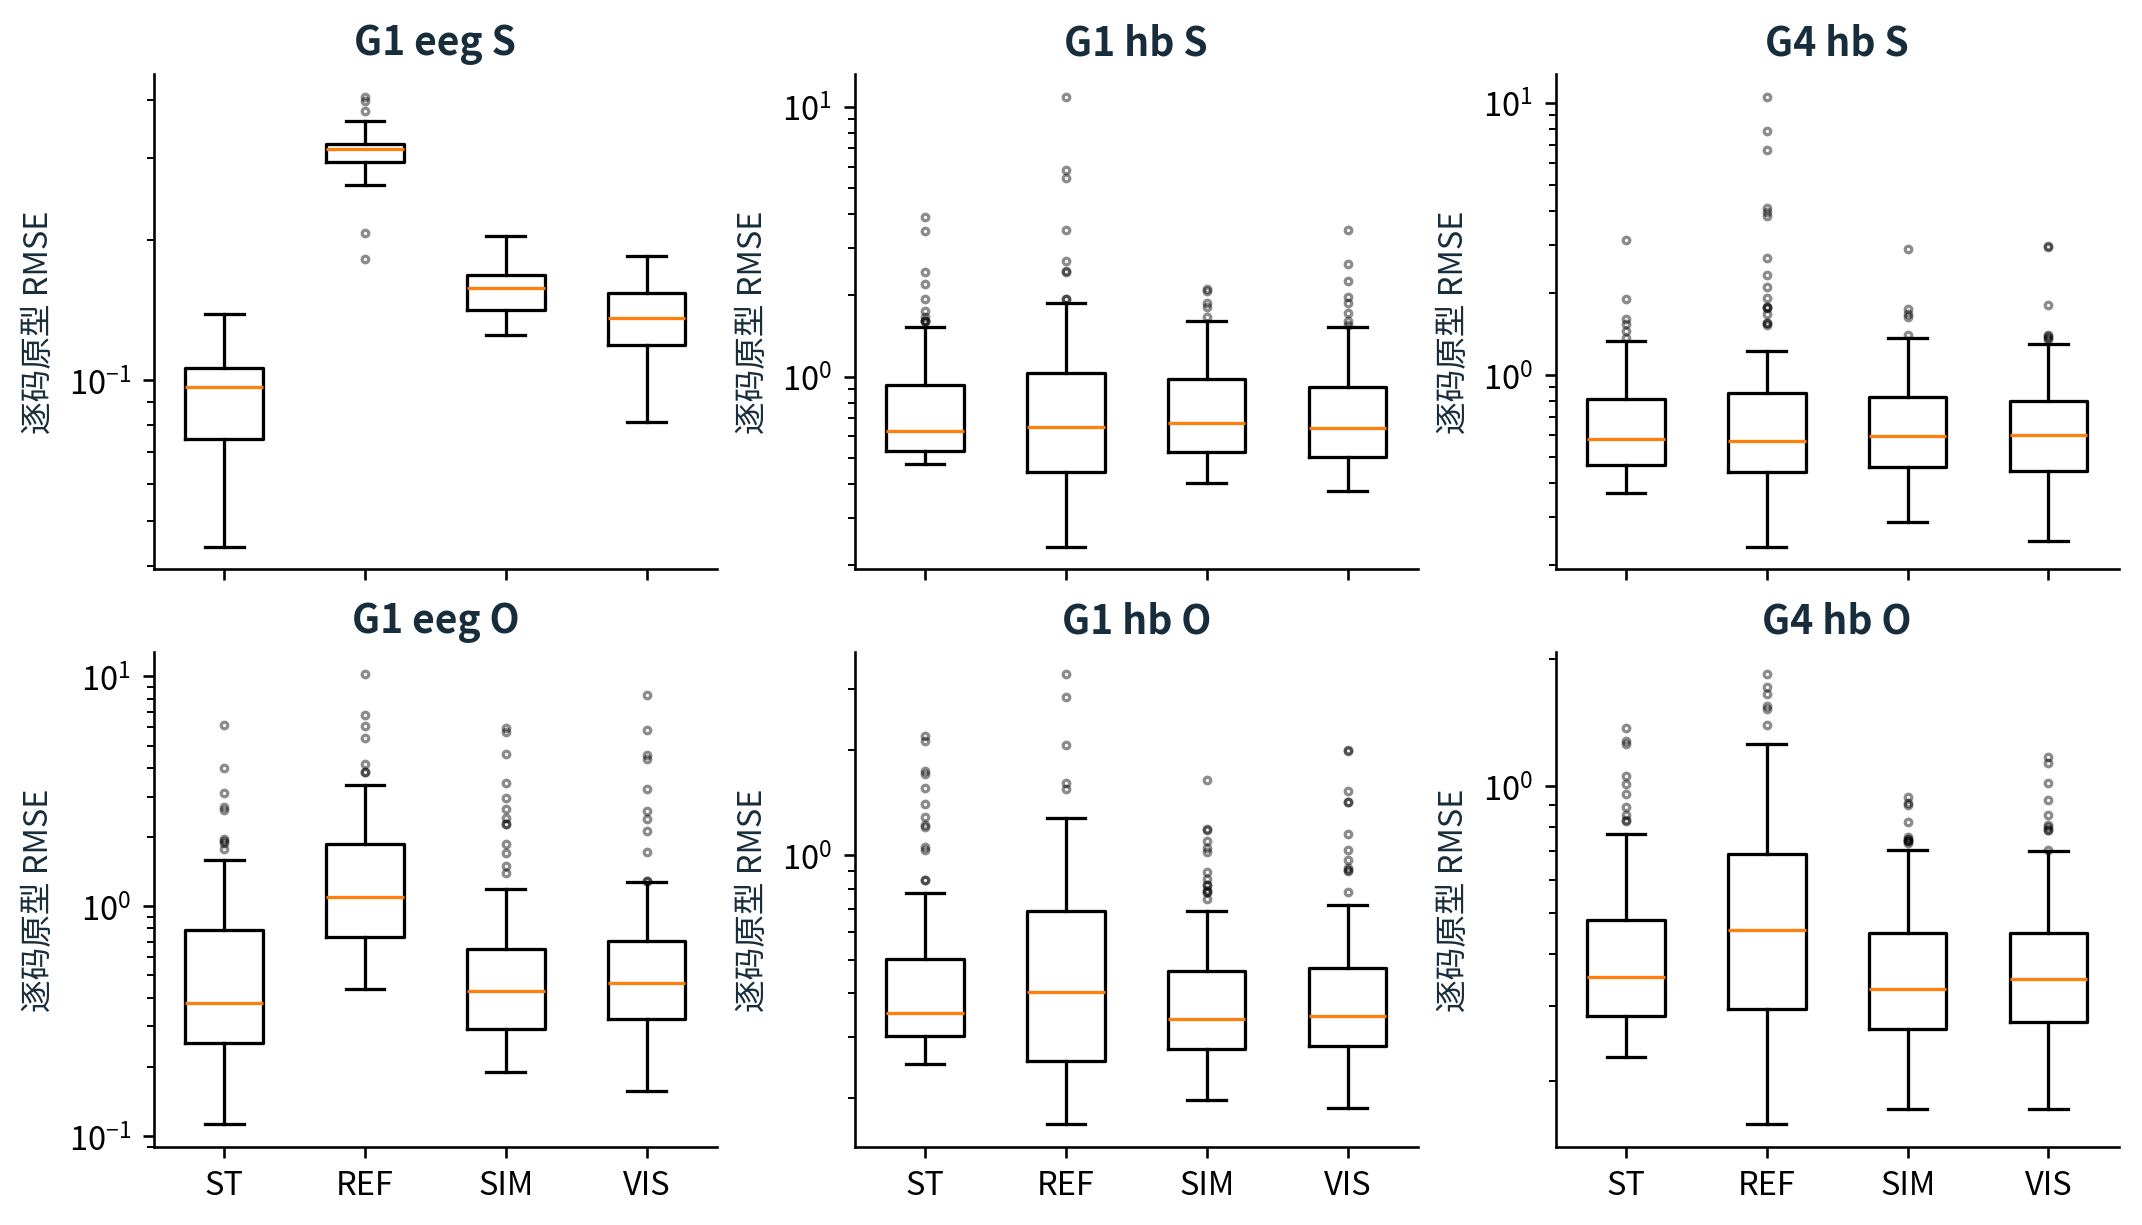 G1 eeg S
G1 hb S
G4 hb S
逐码原型 RMSE
10⁻¹
逐码原型 RMSE
10¹
10⁰
逐码原型 RMSE
10¹
10⁰
G1 eeg O
G1 hb O
G4 hb O
逐码原型 RMSE
10¹
10⁰
10⁻¹
逐码原型 RMSE
10⁰
逐码原型 RMSE
10⁰
ST REF SIM VIS
ST REF SIM VIS
ST REF SIM VIS